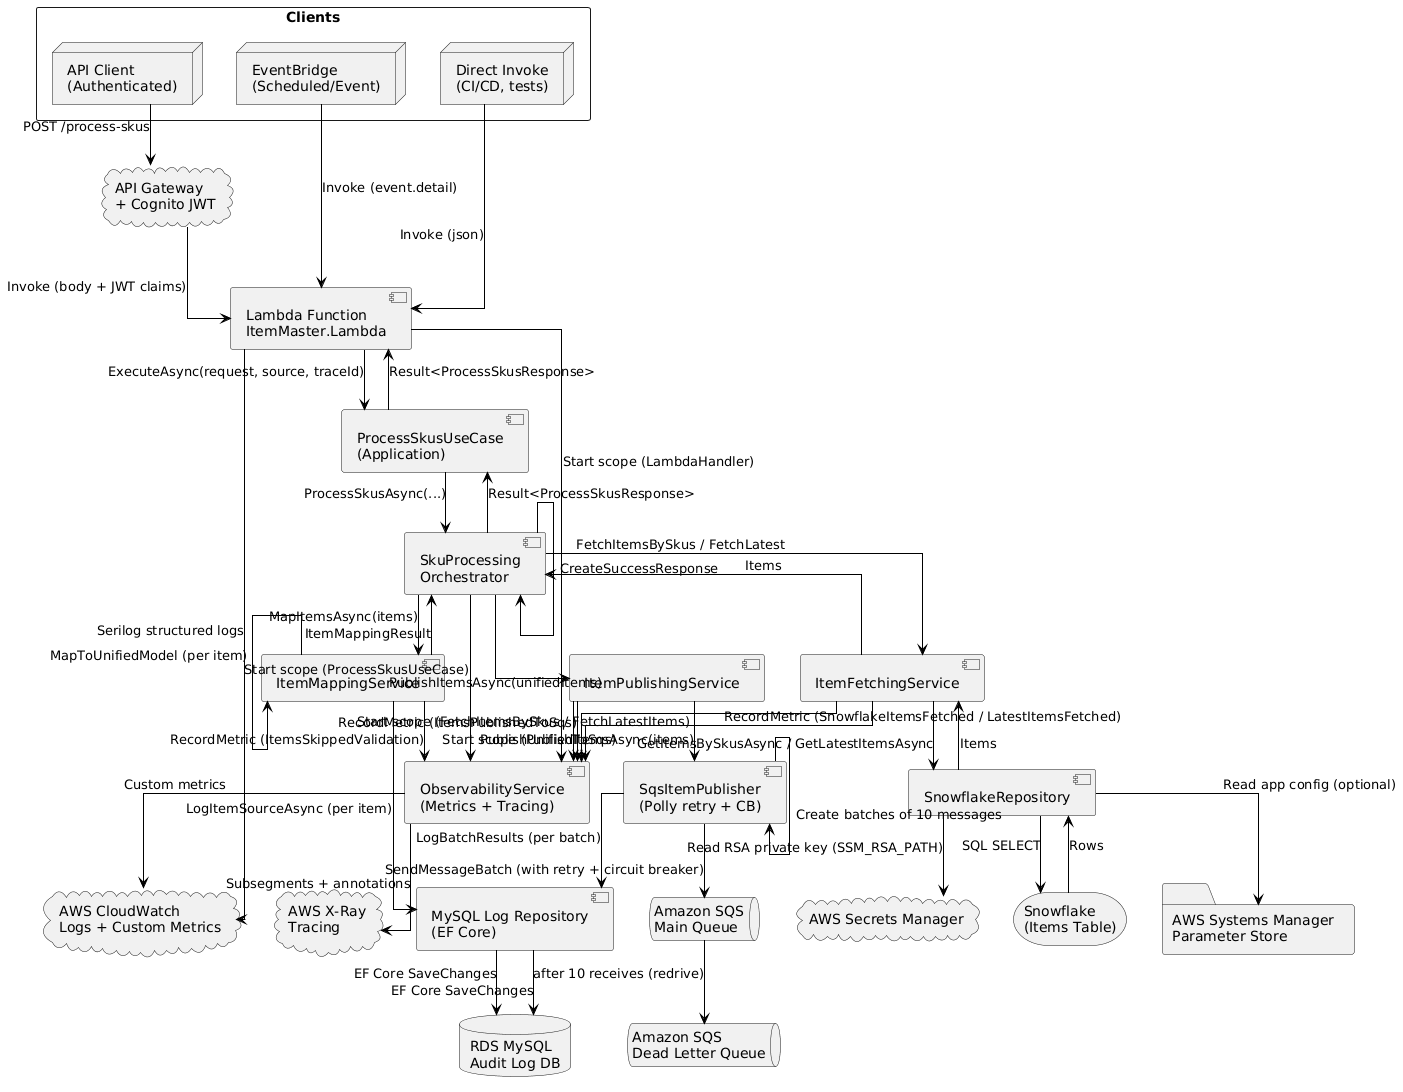 Clients
API Client
(Authenticated)
EventBridge
(Scheduled/Event)
Direct Invoke
(CI/CD, tests)
POST /process-skus
API Gateway
+ Cognito JWT
Invoke (event.detail)
Invoke (json)
Invoke (body + JWT claims)
Lambda Function
ItemMaster.Lambda
ExecuteAsync(request, source, traceId)
Result<ProcessSkusResponse>
ProcessSkusUseCase
(Application)
Start scope (LambdaHandler)
ProcessSkusAsync(...)
Result<ProcessSkusResponse>
SkuProcessing
Orchestrator
FetchItemsBySkus / FetchLatest
CreateSuccessResponse
Items
MapItemsAsync(items)
ItemMappingResult
Serilog structured logs
MapToUnifiedModel (per item)
Start scope (ProcessSkusUseCase)
PublishItemsAsync(unifiedItems)
ItemMappingService
ItemPublishingService
ItemFetchingService
RecordMetric (ItemsPublishedToSqs)
Start scope (FetchItemsBySku / FetchLatestItems)
RecordMetric (SnowflakeItemsFetched / LatestItemsFetched)
RecordMetric (ItemsSkippedValidation)
Start scope (PublishToSqs)
PublishUnifiedItemsAsync(items)
GetItemsBySkusAsync / GetLatestItemsAsync
Items
ObservabilityService
(Metrics + Tracing)
SqsItemPublisher
(Polly retry + CB)
SnowflakeRepository
Custom metrics
Read app config (optional)
LogItemSourceAsync (per item)
Create batches of 10 messages
LogBatchResults (per batch)
Read RSA private key (SSM_RSA_PATH)
SQL SELECT
Rows
SendMessageBatch (with retry + circuit breaker)
Subsegments + annotations
AWS CloudWatch
Logs + Custom Metrics
AWS X-Ray
Tracing
MySQL Log Repository
(EF Core)
Amazon SQS
Main Queue
AWS Secrets Manager
Snowflake
(Items Table)
AWS Systems Manager
Parameter Store
EF Core SaveChanges
EF Core SaveChanges
after 10 receives (redrive)
RDS MySQL
Audit Log DB
Amazon SQS
Dead Letter Queue